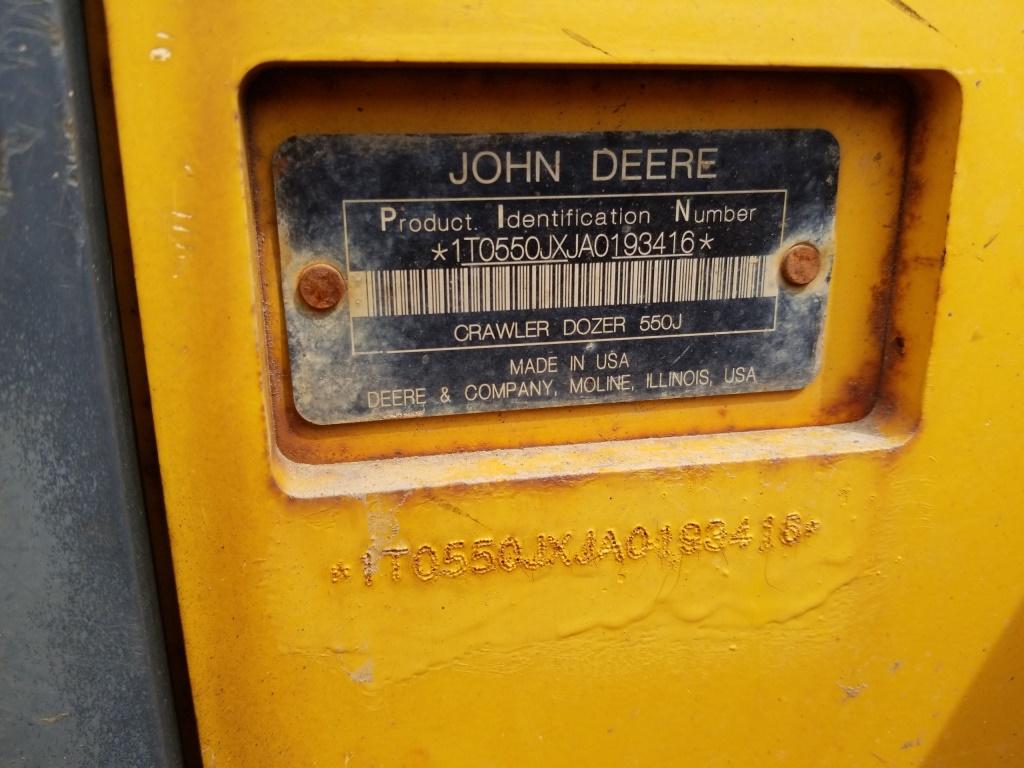 JOHN DEERE
Product Identification Number
*1T0550JXJA0193416*
CRAWLER DOZER 550J
MADE IN USA
DEERE & COMPANY, MOLINE, ILLINOIS, USA
*1T0550JXJA0193416*